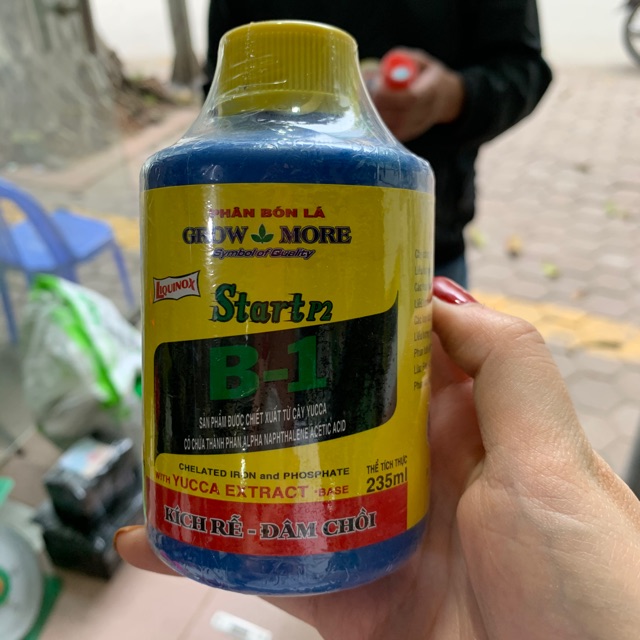 PHÂN BÓN LÁ
GROW MORE
Symbol of Quality
LIQUINOX
Start P2
B-1
SẢN PHẨM ĐƯỢC CHIẾT XUẤT TỪ CÂY YUCCA
CÓ CHỨA THÀNH PHẦN ALPHA NAPHTHALENE ACETIC ACID
CHELATED IRON and PHOSPHATE
WITH YUCCA EXTRACT -BASE
THỂ TÍCH THỰC
235ml
KÍCH RỄ - ĐÂM CHỒI